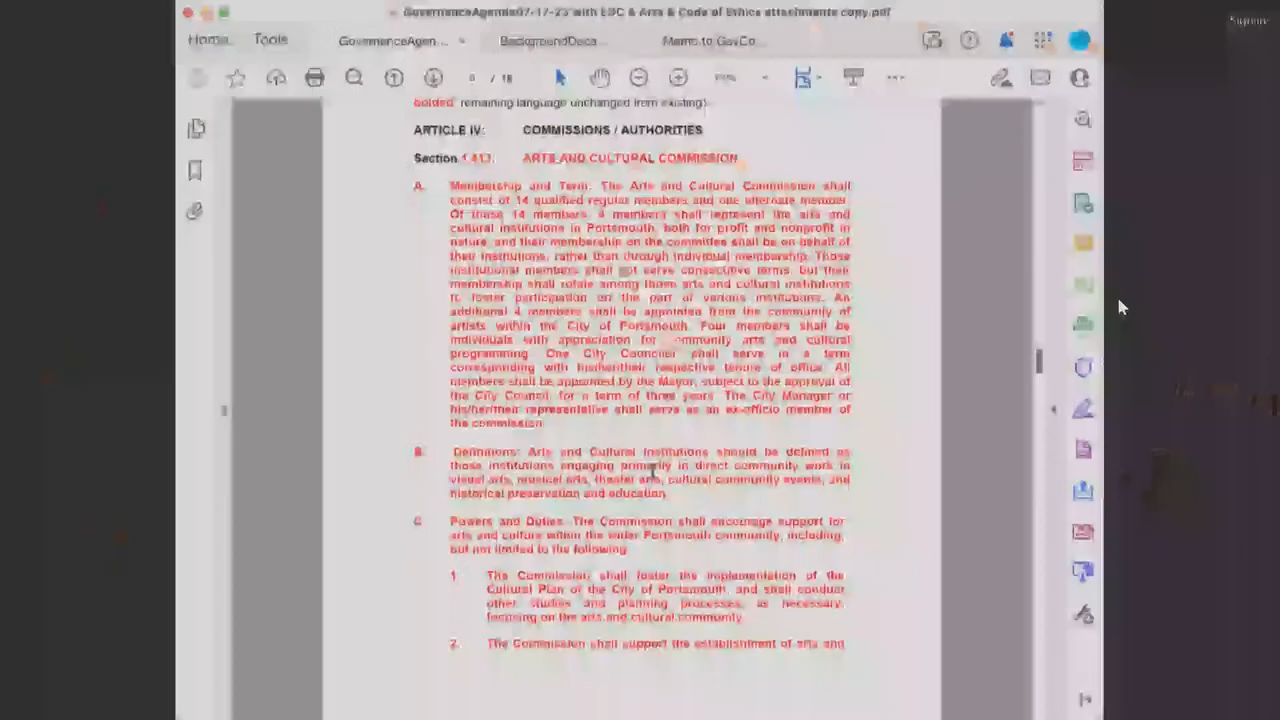 GovernanceAgenda07-17-23 with EDC & Arts & Code of Ethics attachments copy.pdf
Home Tools GovernanceAgen... × BackgroundDocs... Memo to GovCo...
/ 18
bolded remaining language unchanged from existing)
ARTICLE IV: COMMISSIONS / AUTHORITIES
Section ARTS AND CULTURAL COMMISSION
A. Membership and Term: The Arts and Cultural Commission shall
consist of 14 qualified regular members and one alternate member.
Of those 14 members, 4 members shall represent the arts and
cultural institutions in Portsmouth, both for profit and nonprofit in
nature, and their membership on the committee shall be on behalf of
their institutions, rather than through individual membership. Those
institutional members shall not serve consecutive terms, but their
membership shall rotate among those arts and cultural institutions
to foster participation on the part of various institutions. An
additional 4 members shall be appointed from the community of
artists within the City of Portsmouth. Four members shall be
individuals with appreciation for community arts and cultural
programming. One City Councilor shall serve in a term
corresponding with his/her/their respective tenure of office. All
members shall be appointed by the Mayor, subject to the approval of
the City Council, for a term of three years. The City Manager or
his/her/their representative shall serve as an ex-officio member of
the commission.
B. Definitions: Arts and Cultural Institutions should be defined as
those institutions engaging primarily in direct community work in
visual arts, musical arts, theater arts, cultural community events, and
historical preservation and education.
C. Powers and Duties: The Commission shall encourage support for
arts and culture within the wider Portsmouth community, including,
but not limited to the following:
1. The Commission shall foster the implementation of the
Cultural Plan of the City of Portsmouth, and shall conduct
other studies and planning processes, as necessary,
focusing on the arts and cultural community.
2. The Commission shall support the establishment of arts and